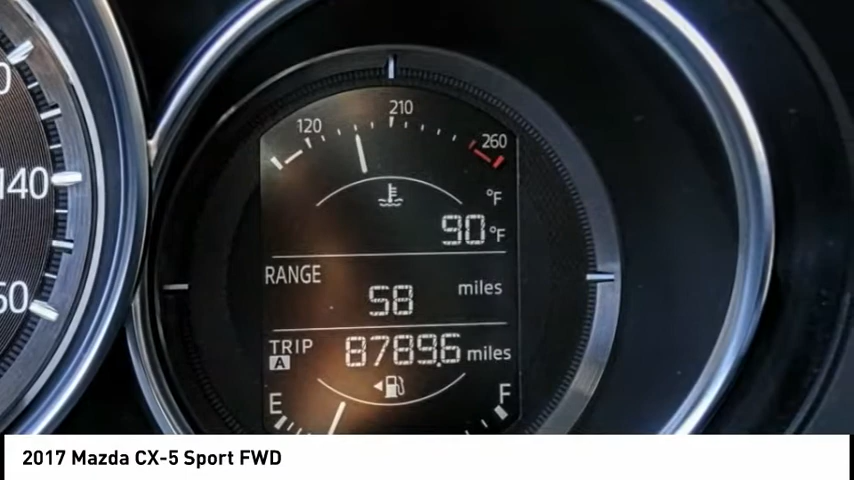 120 210 260
°F
90°F
140
RANGE
58 miles
TRIP A 8789.6 miles
E F
2017 Mazda CX-5 Sport FWD